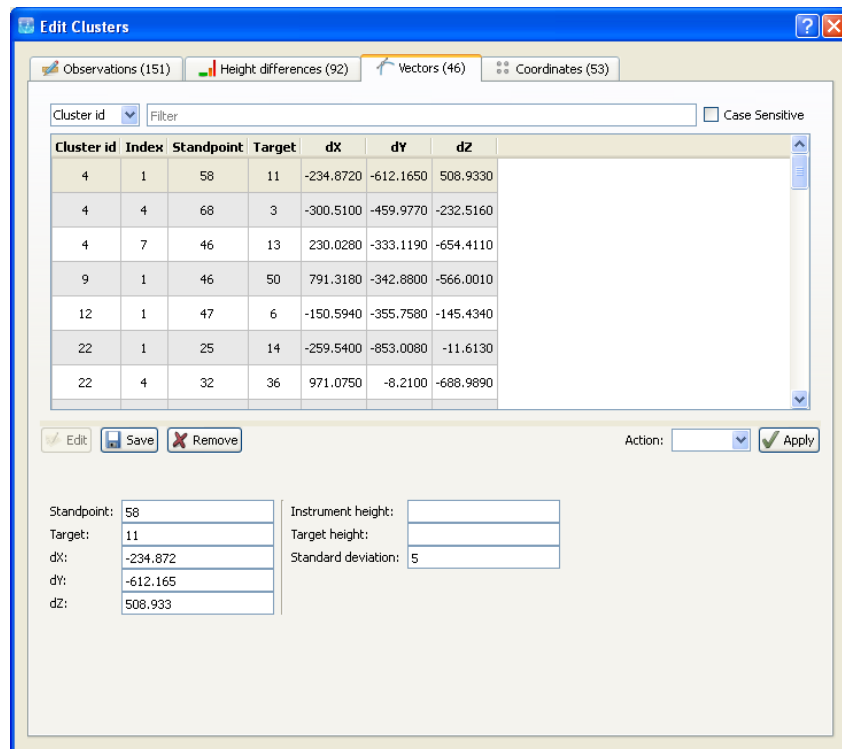 Edit Clusters
Observations (151) Height differences (92) Vectors (46) Coordinates (53)
Cluster id Filter Case Sensitive
Cluster id Index Standpoint Target dX dY dZ
4 1 58 11 -234.8720 -612.1650 508.9330
4 4 68 3 -300.5100 -459.9770 -232.5160
4 7 46 13 230.0280 -333.1190 -654.4110
9 1 46 50 791.3180 -342.8800 -566.0010
12 1 47 6 -150.5940 -355.7580 -145.4340
22 1 25 14 -259.5400 -853.0080 -11.6130
22 4 32 36 971.0750 -8.2100 -688.9890
Edit Save Remove Action: Apply
Standpoint: 58 Instrument height:
Target: 11 Target height:
dX: -234.872 Standard deviation: 5
dY: -612.165
dZ: 508.933